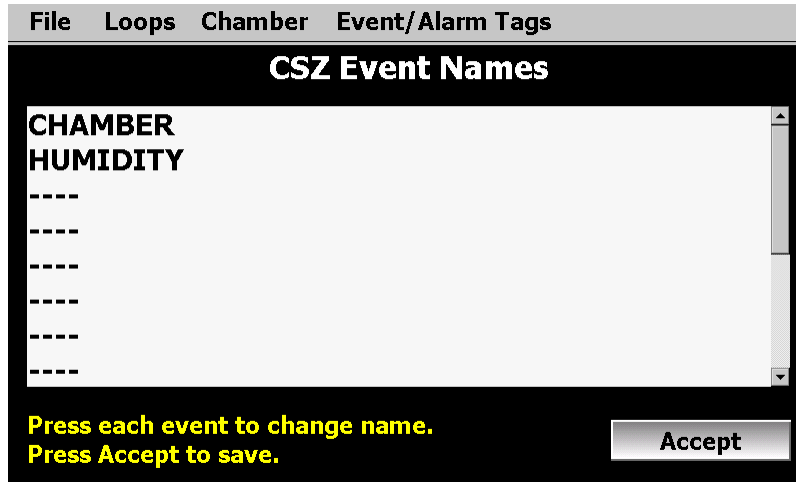 File Loops Chamber Event/Alarm Tags
CSZ Event Names
CHAMBER
HUMIDITY
----
----
----
----
----
----
Press each event to change name.
Press Accept to save.
Accept